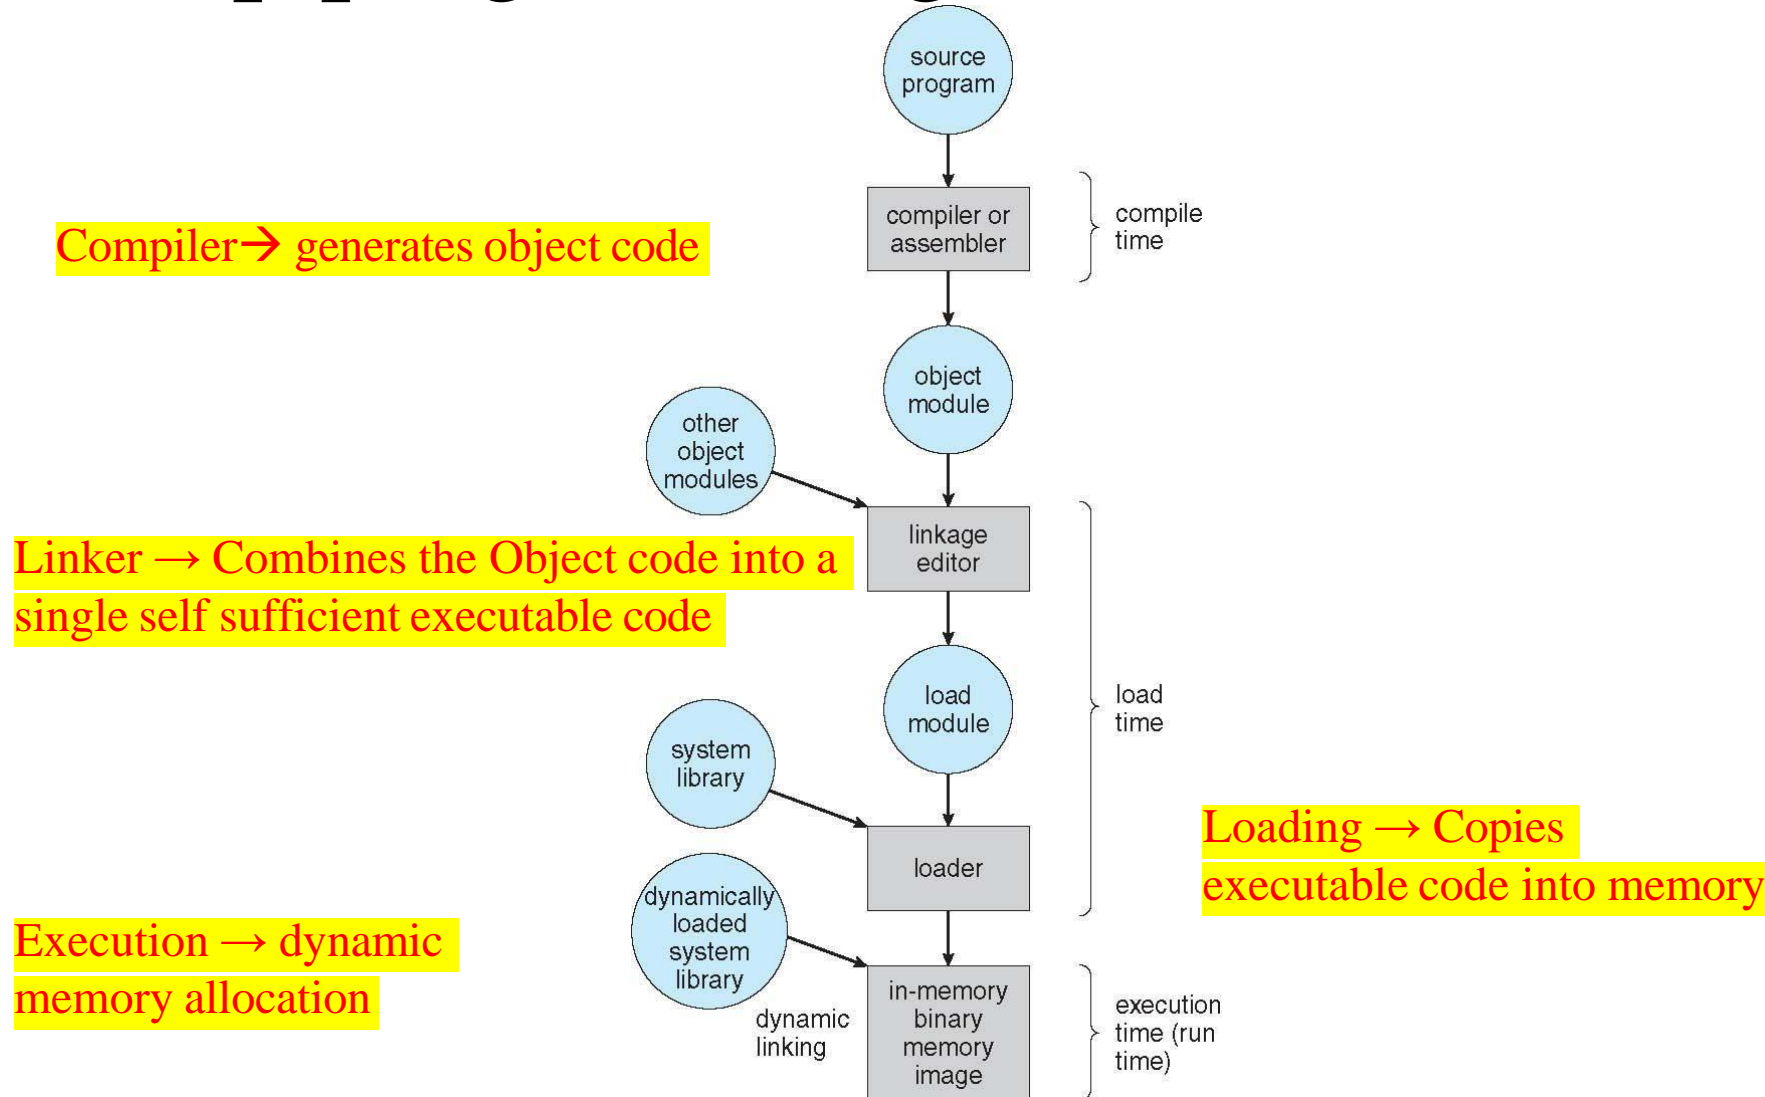 source
program
compiler or
assembler
compile
time
Compiler→ generates object code
object
module
other
object
modules
linkage
editor
Linker → Combines the Object code into a
single self sufficient executable code
load
module
load
time
system
library
loader
Loading → Copies
executable code into memory
dynamically
loaded
system
library
Execution → dynamic
memory allocation
dynamic
linking
in-memory
binary
memory
image
execution
time (run
time)